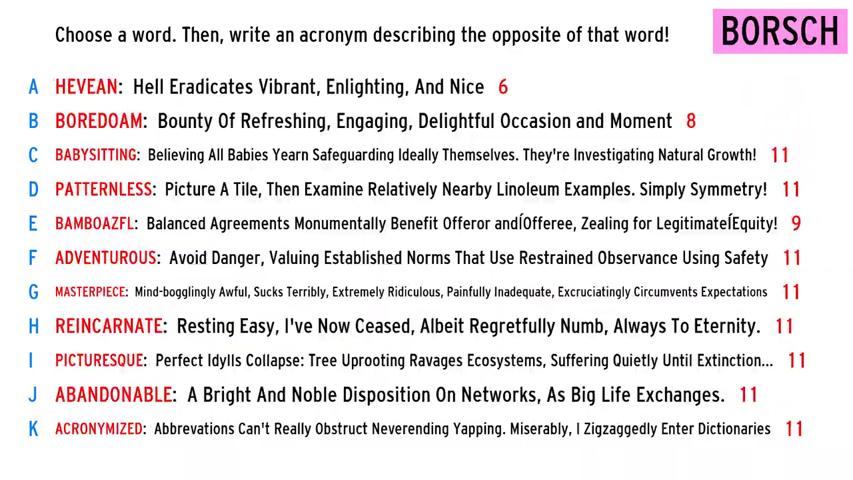 Choose a word. Then, write an acronym describing the opposite of that word! BORSCH
A HEVEAN: Hell Eradicates Vibrant, Enlighting, And Nice 6
B BOREDOAM: Bounty Of Refreshing, Engaging, Delightful Occasion and Moment 8
C BABYSITTING: Believing All Babies Yearn Safeguarding Ideally Themselves. They're Investigating Natural Growth! 11
D PATTERNLESS: Picture A Tile, Then Examine Relatively Nearby Linoleum Examples. Simply Symmetry! 11
E BAMBOAZFL: Balanced Agreements Monumentally Benefit Offeror andÍOfferee, Zealing for LegitimateÍEquity! 9
F ADVENTUROUS: Avoid Danger, Valuing Established Norms That Use Restrained Observance Using Safety 11
G MASTERPIECE: Mind-bogglingly Awful, Sucks Terribly, Extremely Ridiculous, Painfully Inadequate, Excruciatingly Circumvents Expectations 11
H REINCARNATE: Resting Easy, I've Now Ceased, Albeit Regretfully Numb, Always To Eternity. 11
I PICTURESQUE: Perfect Idylls Collapse: Tree Uprooting Ravages Ecosystems, Suffering Quietly Until Extinction... 11
J ABANDONABLE: A Bright And Noble Disposition On Networks, As Big Life Exchanges. 11
K ACRONYMIZED: Abbrevations Can't Really Obstruct Neverending Yapping. Miserably, I Zigzaggedly Enter Dictionaries 11